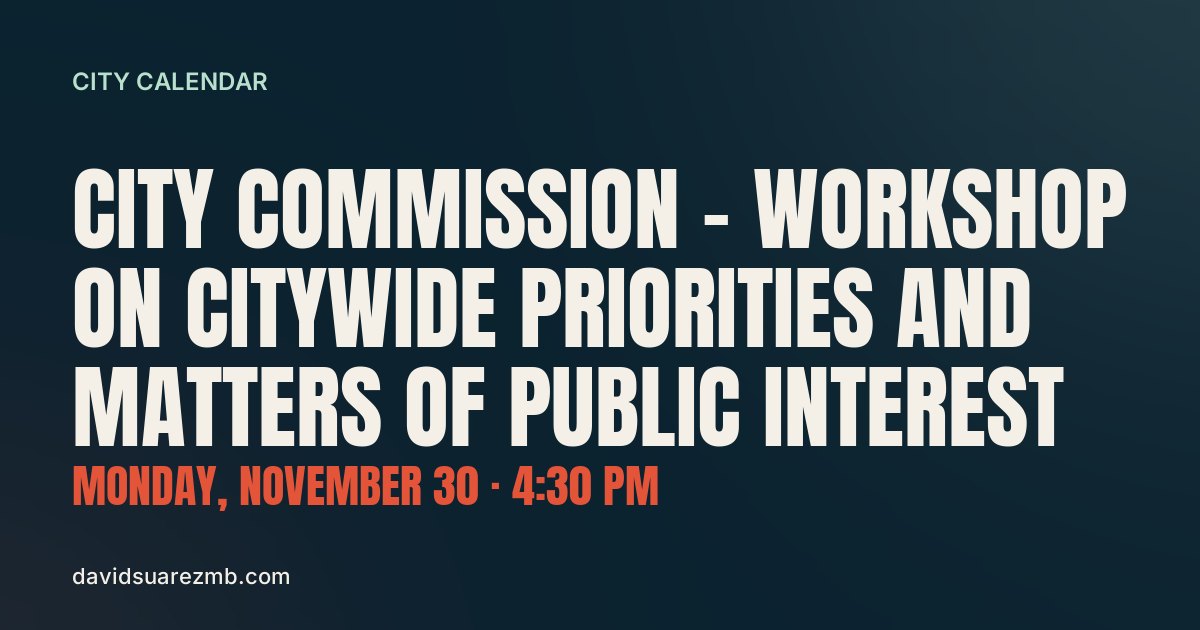 CITY CALENDAR
CITY COMMISSION - WORKSHOP
ON CITYWIDE PRIORITIES AND
MATTERS OF PUBLIC INTEREST
MONDAY, NOVEMBER 30 · 4:30 PM
davidsuarezmb.com